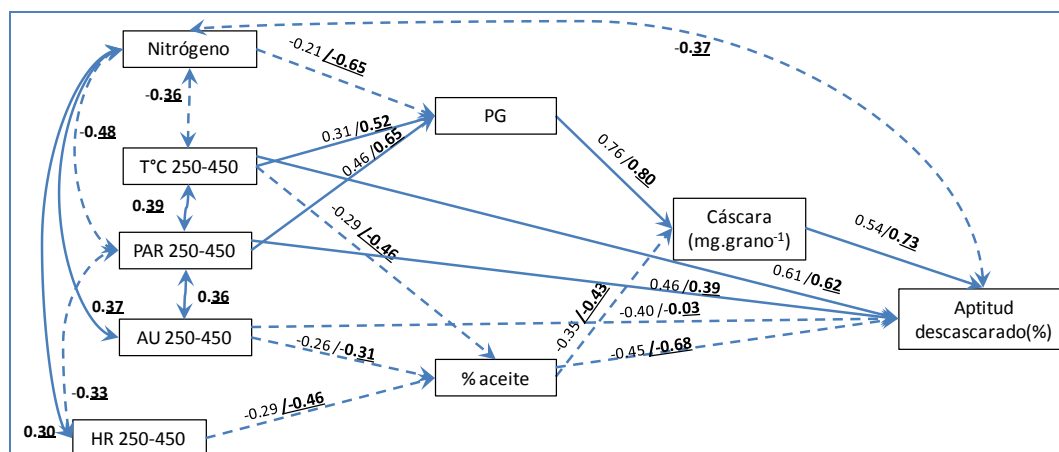 Nitrógeno
-0.21 /-0.65
-0.37
-0.36
PG
-0.48
0.31 /0.52
0.46 /0.65
0.76 /0.80
T°C 250-450
0.39
-0.29 /-0.46
Cáscara
(mg.grano-1)
0.54/0.73
PAR 250-450
0.61 /0.62
0.46 /0.39
0.37
0.36
-0.40 /-0.03
Aptitud
descascarado(%)
AU 250-450
-0.26 /-0.31
-0.35 /-0.43
-0.45 /-0.68
% aceite
-0.33
-0.29 /-0.46
0.30
HR 250-450